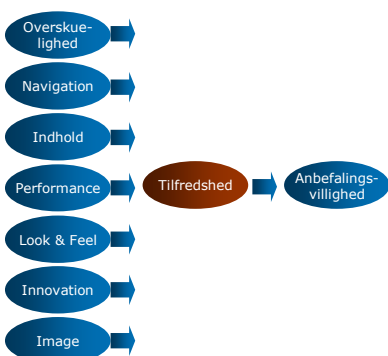 Overskue-
lighed
Navigation
Indhold
Performance
Tilfredshed
Anbefalings-
villighed
Look & Feel
Innovation
Image